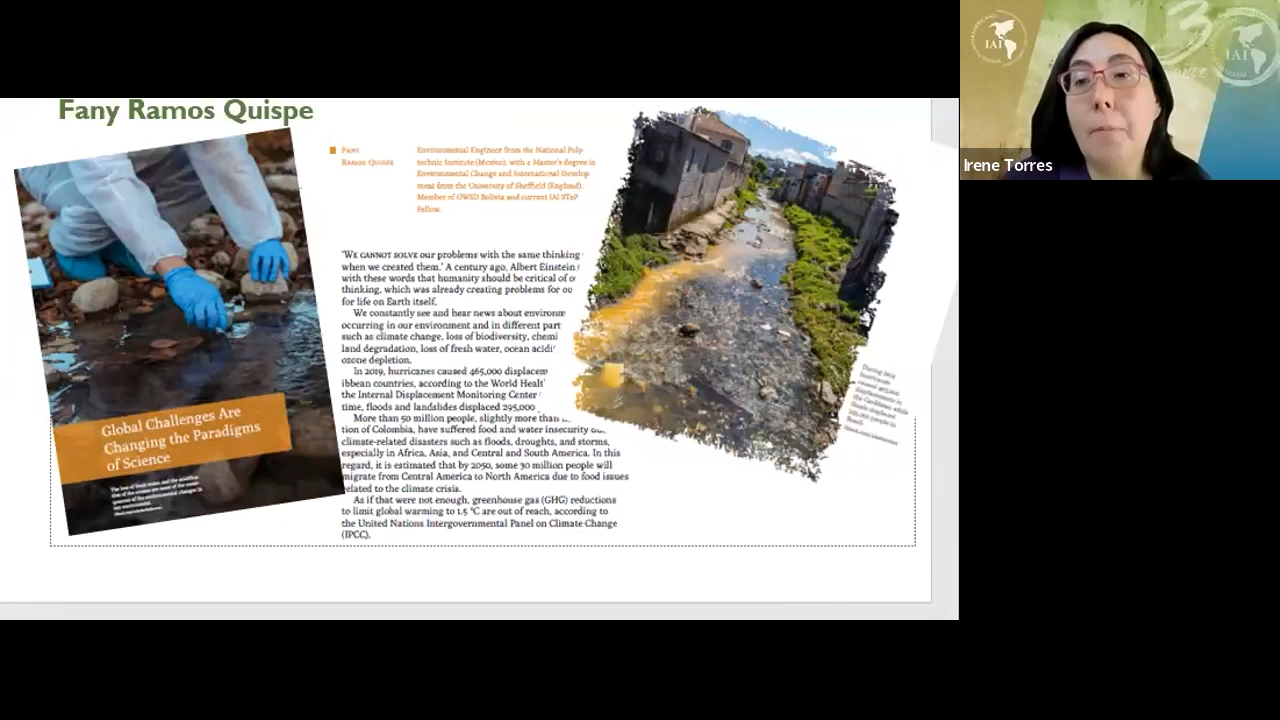 Fany Ramos Quispe
Fany
Ramos Quispe
Environmental Engineer from the National Poly-
technic Institute (Mexico), with a Master's degree in
Environmental Change and International Develop-
ment from the University of Sheffield (England).
Member of OWSD Bolivia and current IAI STeP
Fellow.
'We cannot solve our problems with the same thinking
when we created them.' A century ago, Albert Einstein
with these words that humanity should be critical of
thinking, which was already creating problems for
for life on Earth itself.
We constantly see and hear news about
occurring in our environment and in different part
such as climate change, loss of biodiversity,
land degradation, loss of fresh water, ocean
ozone depletion.
In 2019, hurricanes caused 465,000
ibbean countries, according to the World
the Internal Displacement Monitoring Center
time, floods and landslides displaced 295,000
More than 50 million people, slightly more than
tion of Colombia, have suffered food and water insecurity
climate-related disasters such as floods, droughts, and storms,
especially in Africa, Asia, and Central and South America. In this
regard, it is estimated that by 2050, some 30 million people will
migrate from Central America to North America due to food issues
related to the climate crisis.
As if that were not enough, greenhouse gas (GHG) reductions
to limit global warming to 1.5 °C are out of reach, according to
the United Nations Intergovernmental Panel on Climate Change
(IPCC).
Global Challenges Are
Changing the Paradigms
of Science
IAI
IAI
Irene Torres